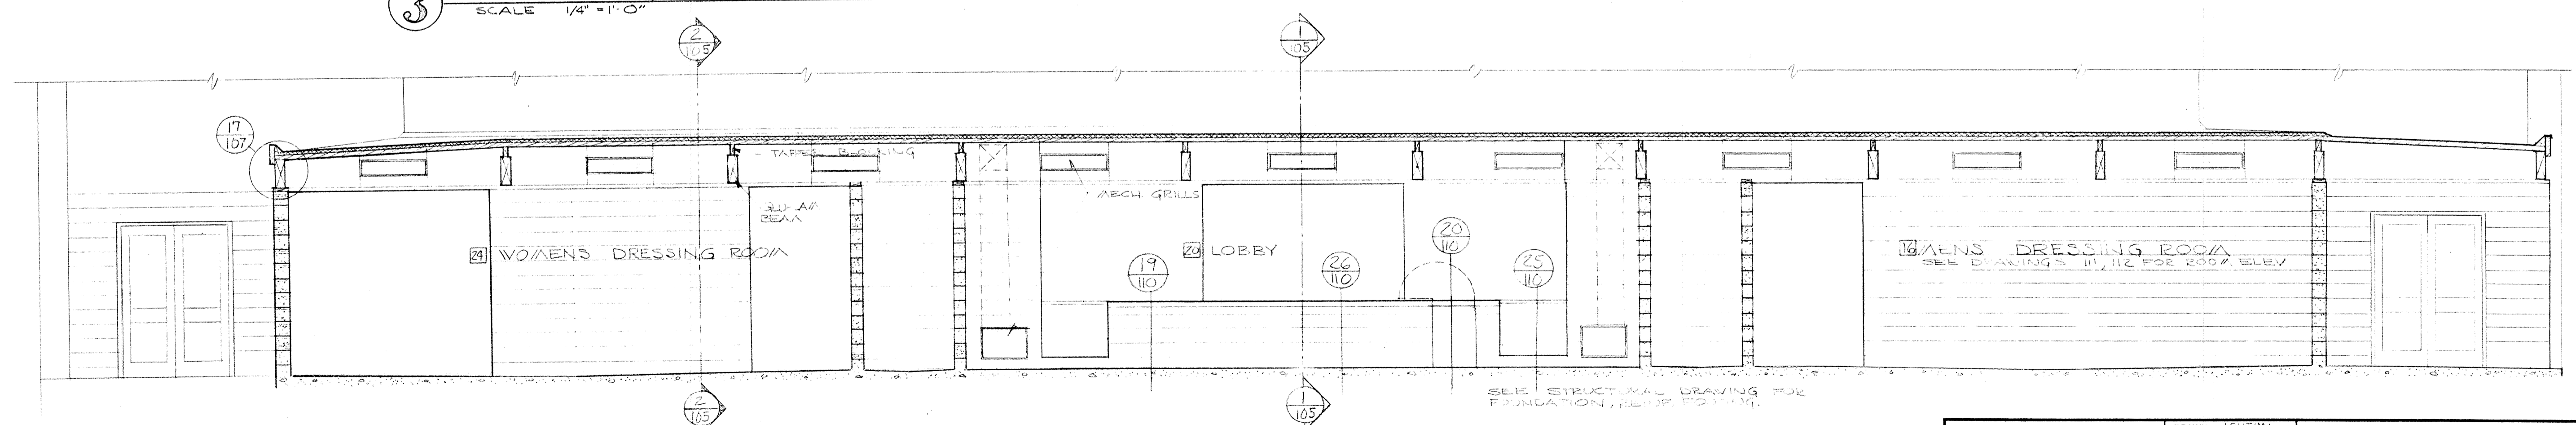 3
SCALE 1/4" = 1'-0"
2
105
1
105
17
107
TAPER
MECH. GRILLS
GLU-LAM
BEAM
24 WOMENS DRESSING ROOM
20 LOBBY
19
110
26
110
20
110
25
110
16 MENS DRESSING ROOM
SEE DRAWINGS 111, 112 FOR ROOM ELEV
2
105
1
105
SEE STRUCTURAL DRAWING FOR
FOUNDATION, REINF.